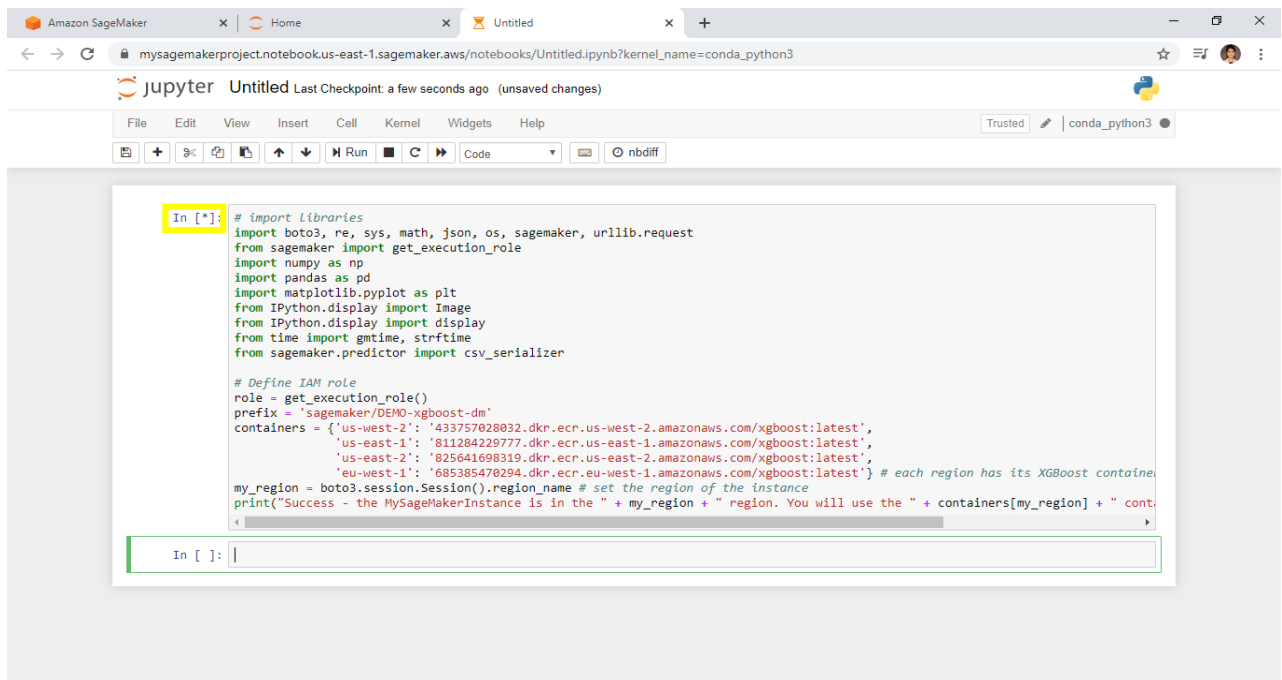 Amazon SageMaker
Home
Untitled
mysagemakerproject.notebook.us-east-1.sagemaker.aws/notebooks/Untitled.ipynb?kernel_name=conda_python3
jupyter Untitled Last Checkpoint: a few seconds ago (unsaved changes)
File Edit View Insert Cell Kernel Widgets Help Trusted conda_python3
Run Code nbdiff
In [*]: # import libraries
import boto3, re, sys, math, json, os, sagemaker, urllib.request
from sagemaker import get_execution_role
import numpy as np
import pandas as pd
import matplotlib.pyplot as plt
from IPython.display import Image
from IPython.display import display
from time import gmtime, strftime
from sagemaker.predictor import csv_serializer
# Define IAM role
role = get_execution_role()
prefix = 'sagemaker/DEMO-xgboost-dm'
containers = {'us-west-2': '433757028032.dkr.ecr.us-west-2.amazonaws.com/xgboost:latest',
'us-east-1': '811284229777.dkr.ecr.us-east-1.amazonaws.com/xgboost:latest',
'us-east-2': '825641698319.dkr.ecr.us-east-2.amazonaws.com/xgboost:latest',
'eu-west-1': '685385470294.dkr.ecr.eu-west-1.amazonaws.com/xgboost:latest'} # each region has its XGBoost container
my_region = boto3.session.Session().region_name # set the region of the instance
print("Success - the MySageMakerInstance is in the " + my_region + " region. You will use the " + containers[my_region] + " cont
In [ ]: